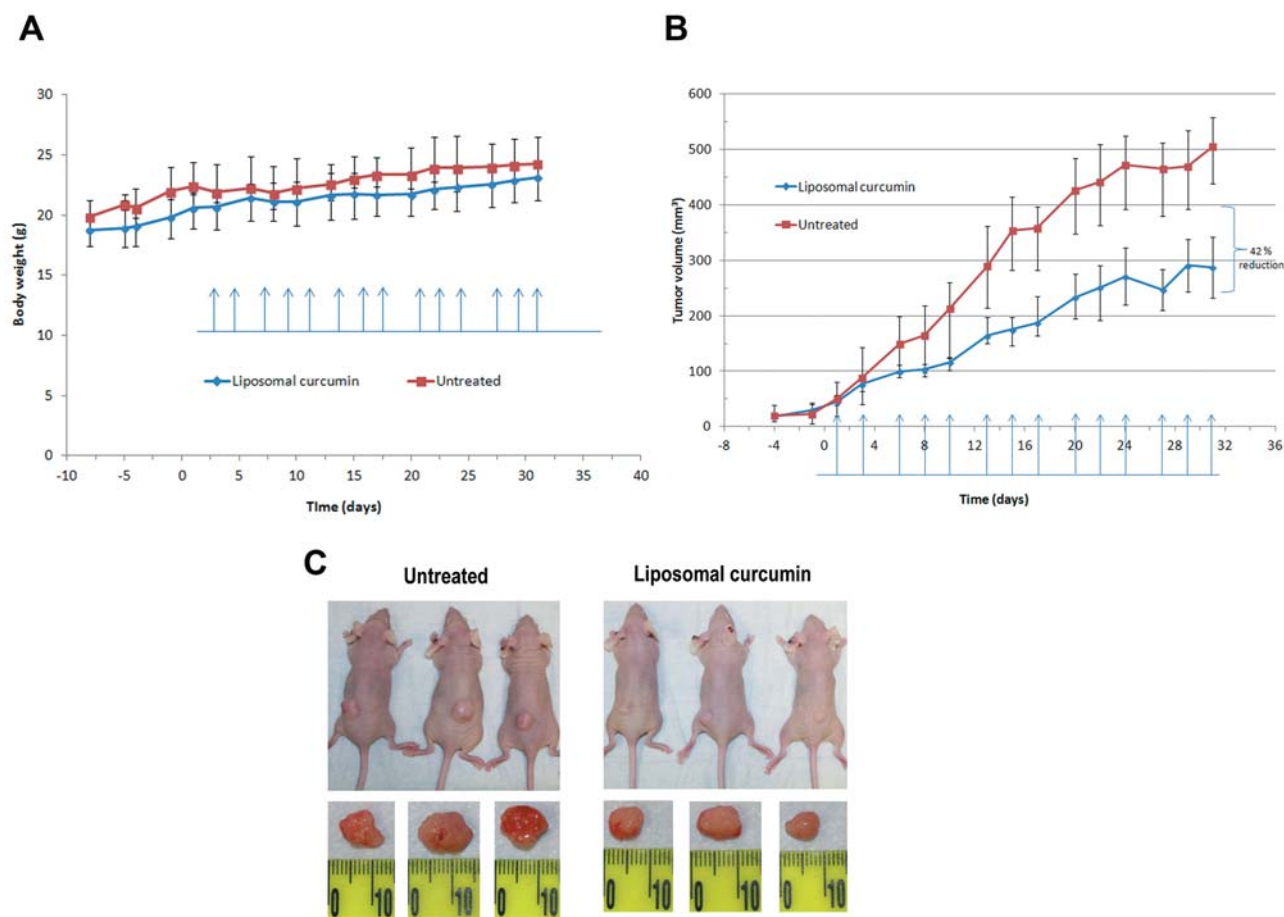 A
30
25
20
15
10
5
0
Body weight (g)
Liposomal curcumin
Untreated
-10 -5 0 5 10 15 20 25 30 35 40
TIme (days)
B
600
500
400
300
200
100
0
Tumor volume (mm³)
Liposomal curcumin
Untreated
42 %
reduction
-8 -4 0 4 8 12 16 20 24 28 32 36
Time (days)
C
Untreated
Liposomal curcumin
0 10
0 10
0 10
0 10
0 10
0 10